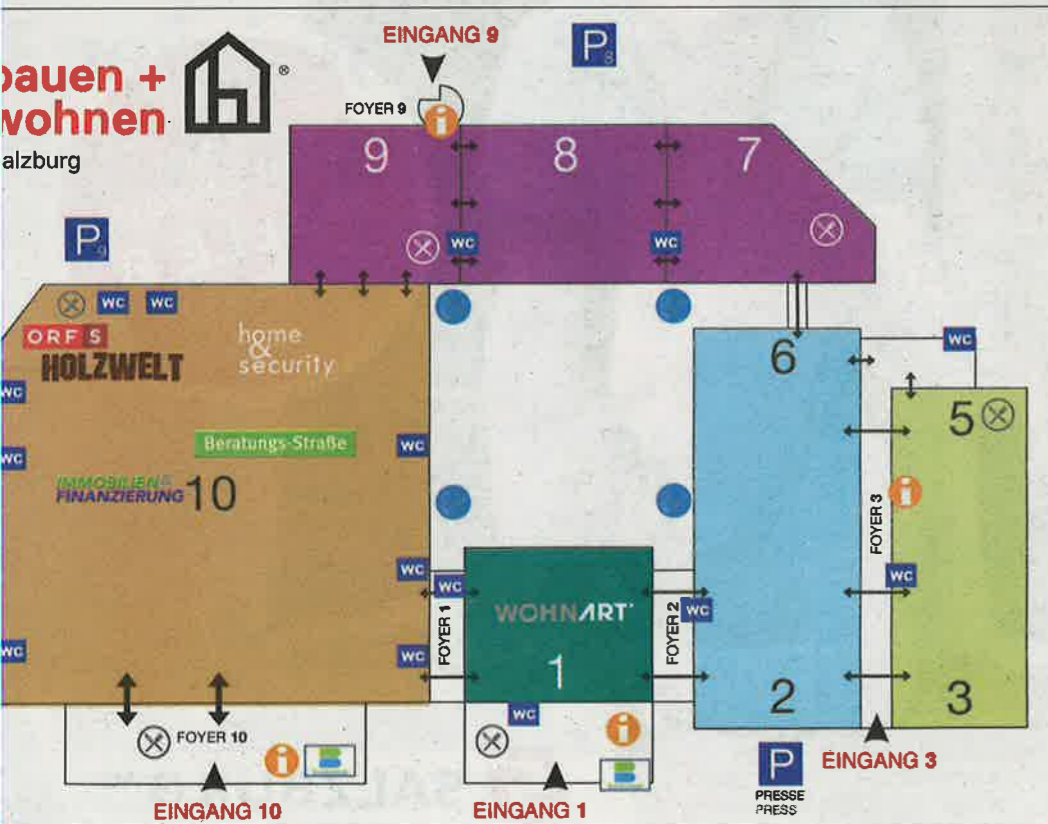 bauen +
wohnen
®
alzburg
EINGANG 9
FOYER 9
i
P
9
8
7
WC
WC
P
WC
WC
ORF S
HOLZWELT
home
&
security
WC
WC
Beratungs-Straße
WC
IMMOBILIEN &
FINANZIERUNG
10
6
WC
5
i
FOYER 3
WC
WC
WC
WC
WC
FOYER 1
WOHNART
1
FOYER 2
WC
WC
2
3
FOYER 10
i
EINGANG 10
WC
i
EINGANG 1
P
PRESSE
PRESS
EINGANG 3